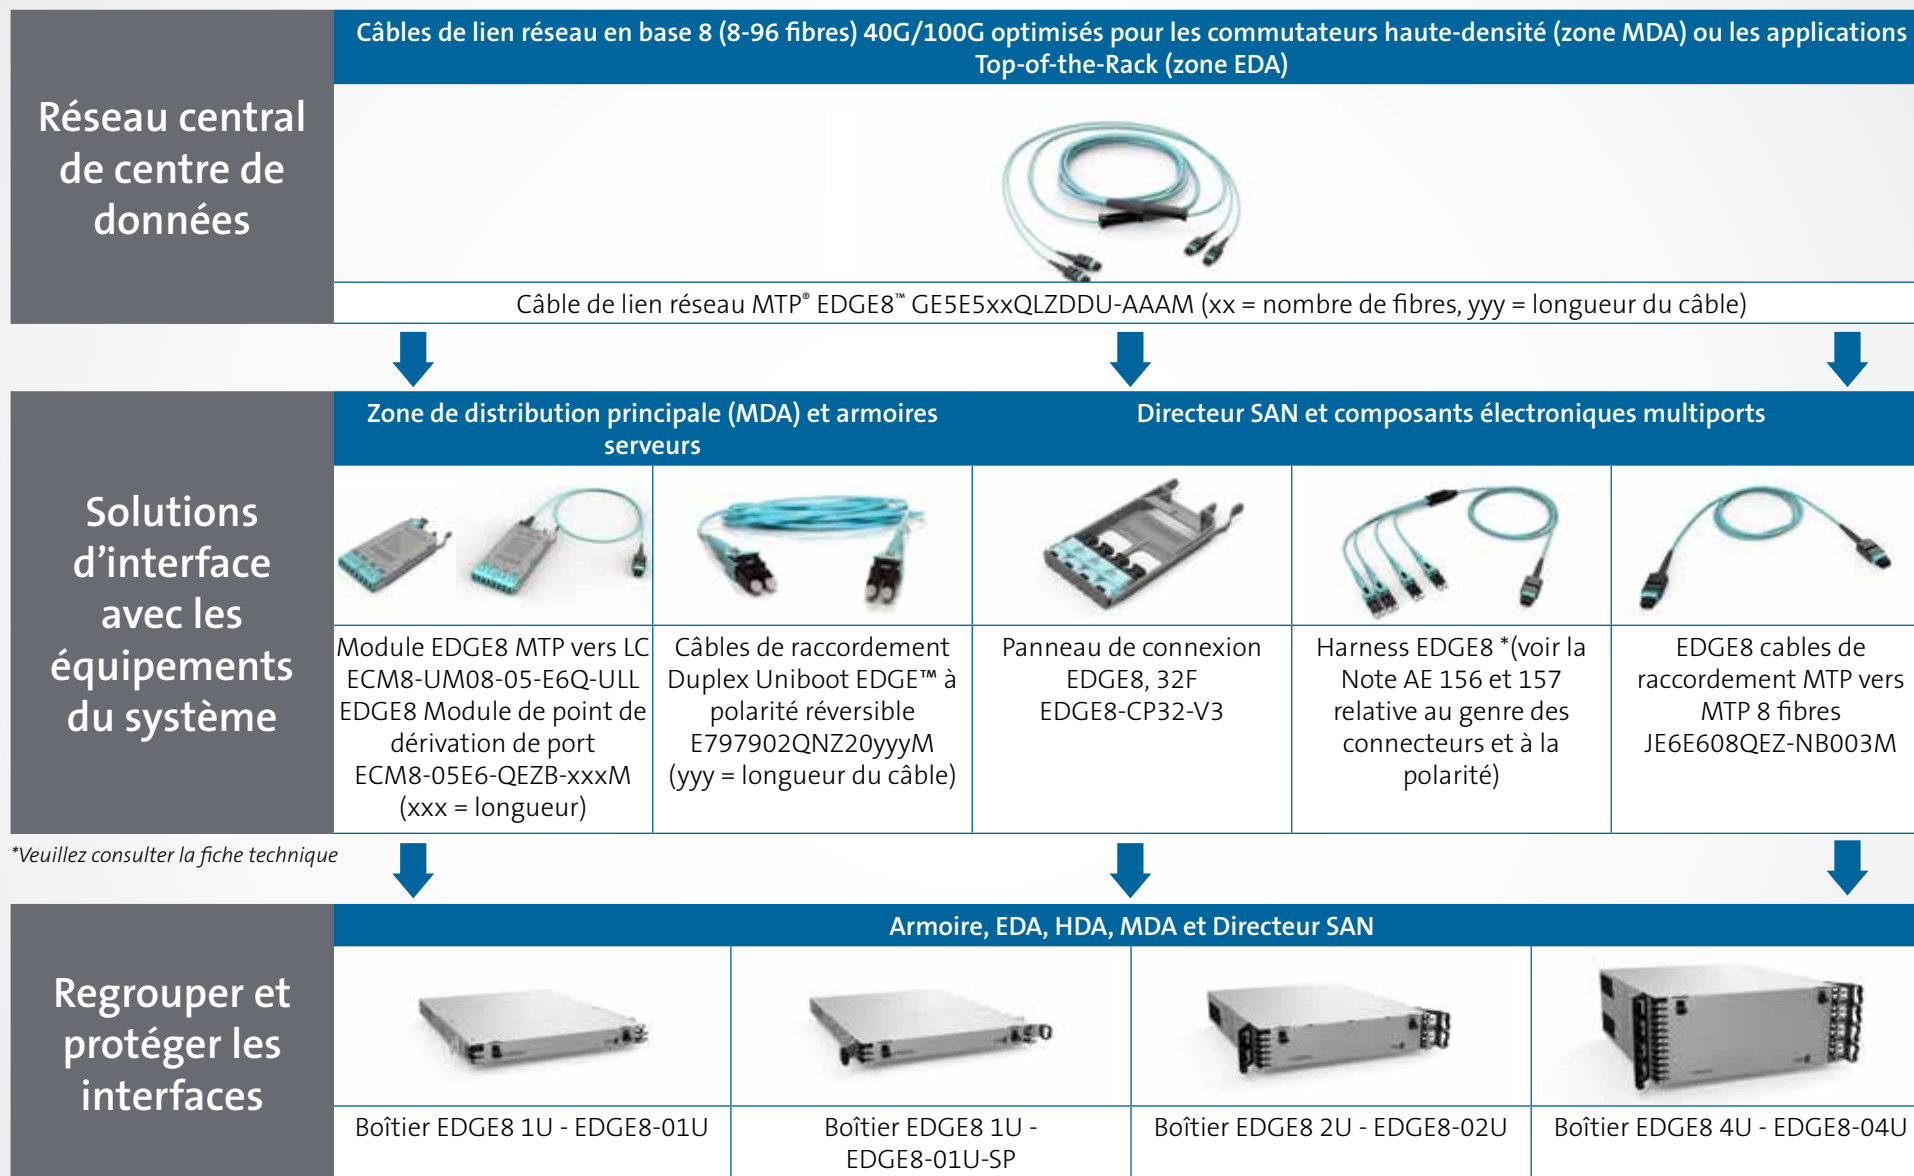 Réseau central
de centre de
données
Câbles de lien réseau en base 8 (8-96 fibres) 40G/100G optimisés pour les commutateurs haute-densité (zone MDA) ou les applications
Top-of-the-Rack (zone EDA)
Câble de lien réseau MTP® EDGE8™ GE5E5xxQLZDDU-AAAM (xx = nombre de fibres, yyy = longueur du câble)
Solutions
d’interface
avec les
équipements
du système
Zone de distribution principale (MDA) et armoires
serveurs
Directeur SAN et composants électroniques multiports
Module EDGE8 MTP vers LC
ECM8-UM08-05-E6Q-ULL
EDGE8 Module de point de
dérivation de port
ECM8-05E6-QEZB-xxxM
(xxx = longueur)
Câbles de raccordement
Duplex Uniboot EDGE™ à
polarité réversible
E797902QNZ20yyyM
(yyy = longueur du câble)
Panneau de connexion
EDGE8, 32F
EDGE8-CP32-V3
Harness EDGE8 *(voir la
Note AE 156 et 157
relative au genre des
connecteurs et à la
polarité)
EDGE8 cables de
raccordement MTP vers
MTP 8 fibres
JE6E608QEZ-NB003M
*Veuillez consulter la fiche technique
Regrouper et
protéger les
interfaces
Armoire, EDA, HDA, MDA et Directeur SAN
Boîtier EDGE8 1U - EDGE8-01U
Boîtier EDGE8 1U -
EDGE8-01U-SP
Boîtier EDGE8 2U - EDGE8-02U
Boîtier EDGE8 4U - EDGE8-04U